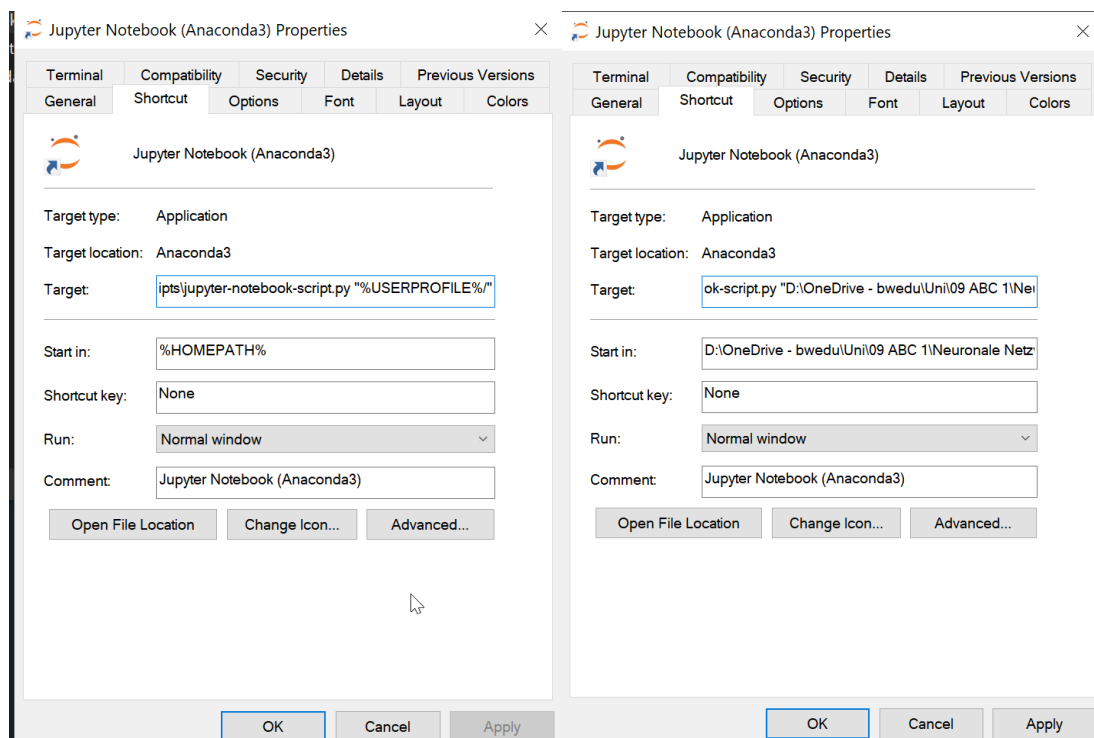 Jupyter Notebook (Anaconda3) Properties
Terminal Compatibility Security Details Previous Versions
General Shortcut Options Font Layout Colors
Jupyter Notebook (Anaconda3)
Target type: Application
Target location: Anaconda3
Target: ipts\jupyter-notebook-script.py "%USERPROFILE%/"
Start in: %HOMEPATH%
Shortcut key: None
Run: Normal window
Comment: Jupyter Notebook (Anaconda3)
Open File Location Change Icon... Advanced...
OK Cancel Apply
Jupyter Notebook (Anaconda3) Properties
Terminal Compatibility Security Details Previous Versions
General Shortcut Options Font Layout Colors
Jupyter Notebook (Anaconda3)
Target type: Application
Target location: Anaconda3
Target: ok-script.py "D:\OneDrive - bwedu\Uni\09 ABC 1\Neu
Start in: D:\OneDrive - bwedu\Uni\09 ABC 1\Neuronale Netz
Shortcut key: None
Run: Normal window
Comment: Jupyter Notebook (Anaconda3)
Open File Location Change Icon... Advanced...
OK Cancel Apply